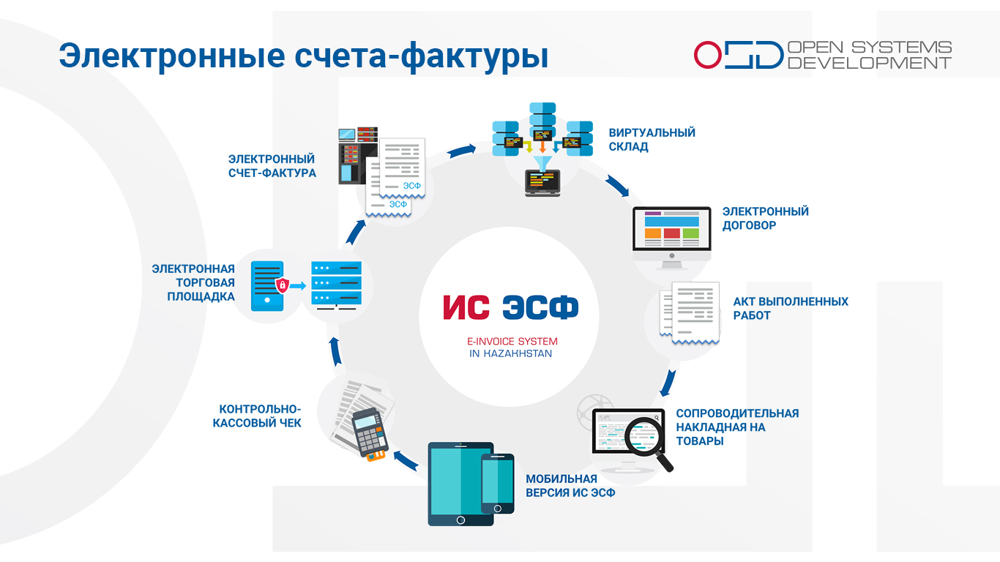 Электронные счета-фактуры
OPEN SYSTEMS
DEVELOPMENT
ЭЛЕКТРОННЫЙ
СЧЕТ-ФАКТУРА
ЭСФ
ЭСФ
ВИРТУАЛЬНЫЙ
СКЛАД
ЭЛЕКТРОННЫЙ
ДОГОВОР
ЭЛЕКТРОННАЯ
ТОРГОВАЯ
ПЛОЩАДКА
ИС ЭСФ
E-INVOICE SYSTEM
IN KAZAKHSTAN
АКТ ВЫПОЛНЕННЫХ
РАБОТ
КОНТРОЛЬНО-
КАССОВЫЙ ЧЕК
СОПРОВОДИТЕЛЬНАЯ
НАКЛАДНАЯ НА
ТОВАРЫ
МОБИЛЬНАЯ
ВЕРСИЯ ИС ЭСФ